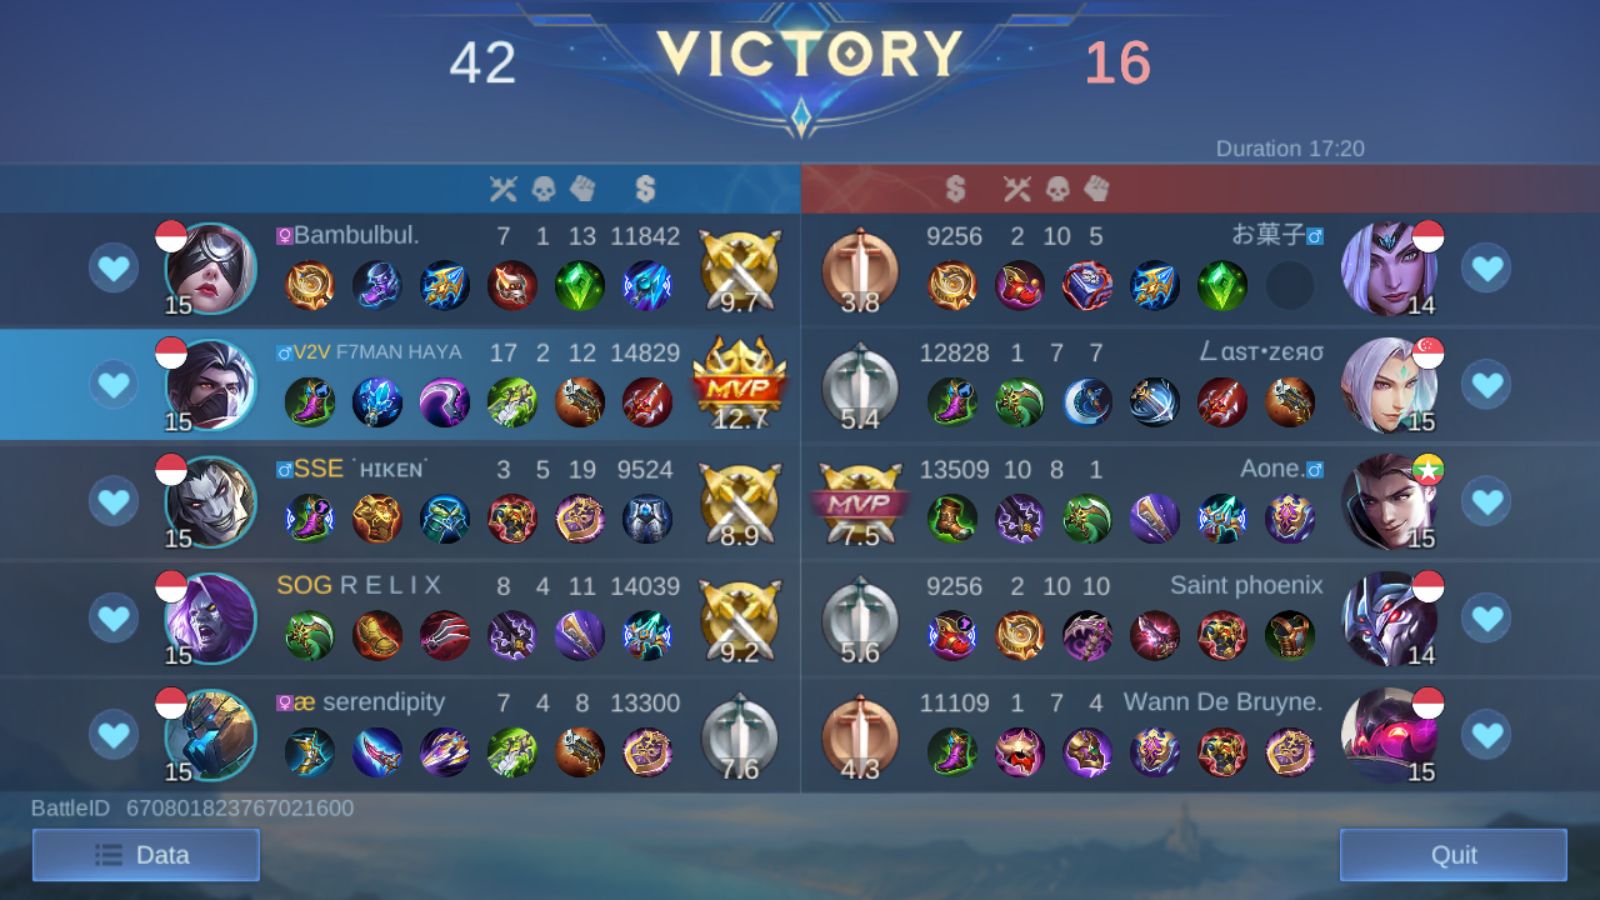 42 VICTORY 16
Duration 17:20
Bambulbul. 7 1 13 11842 9.7 15
3.8 9256 2 10 5 お菓子 14
V2V F7MAN HAYA 17 2 12 14829 MVP 12.7 15
5.4 12828 1 7 7 ㄥαѕт•zєяσ 15
SSE ˙ʜɪᴋᴇɴ˙ 3 5 19 9524 8.9 15
MVP 7.5 13509 10 8 1 Aone. 15
SOG R E L I X 8 4 11 14039 9.2 15
5.6 9256 2 10 10 Saint phoenix 14
æ serendipity 7 4 8 13300 7.6 15
4.3 11109 1 7 4 Wann De Bruyne. 15
BattleID 670801823767021600
Data
Quit